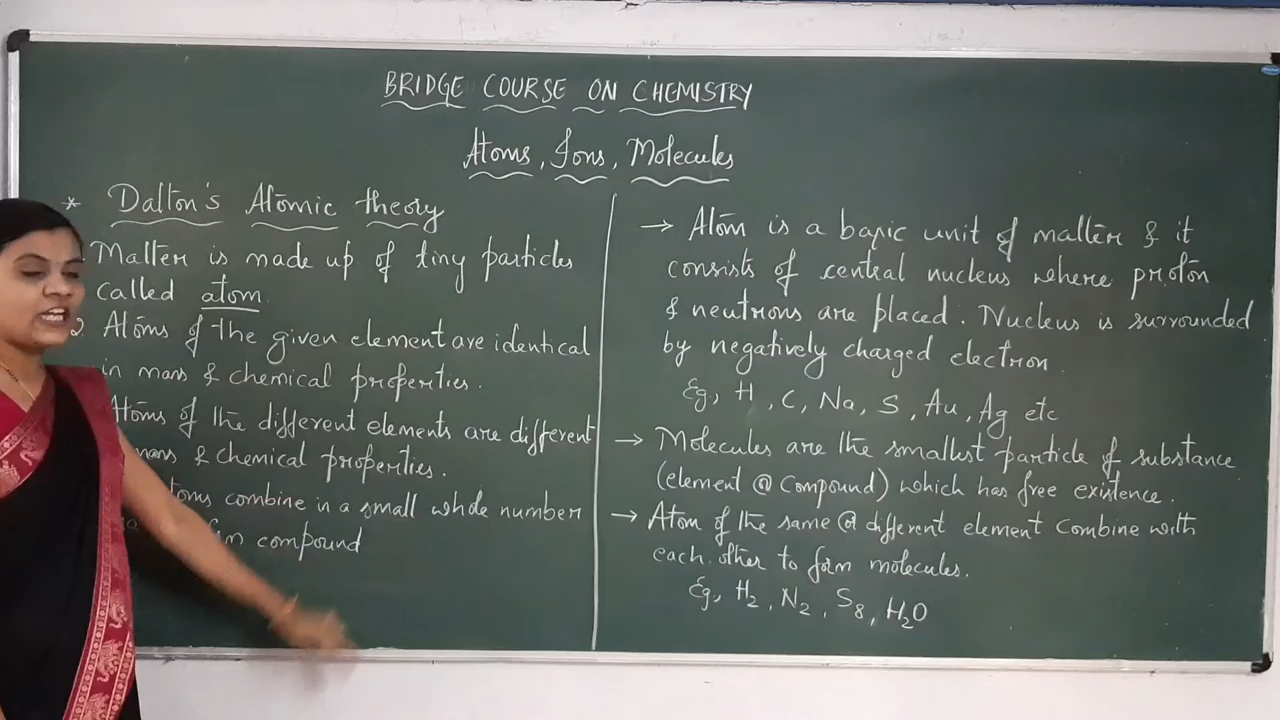 BRIDGE COURSE ON CHEMISTRY
Atoms, Ions, Molecules
* Dalton's Atomic theory
Matter is made up of tiny particles
called atom.
2 Atoms of the given element are identical
in mass & chemical properties.
Atoms of the different elements are different
mass & chemical properties.
combine in a small whole number
compound
→ Atom is a basic unit of matter & it
consists of central nucleus where proton
& neutrons are placed. Nucleus is surrounded
by negatively charged electron.
Eg, H, C, Na, S, Au, Ag etc
→ Molecules are the smallest particle of substance
(element @ Compound) which has free existence.
→ Atom of the same @ different element combine with
each other to form molecules.
Eg, H₂, N₂, S₈, H₂O